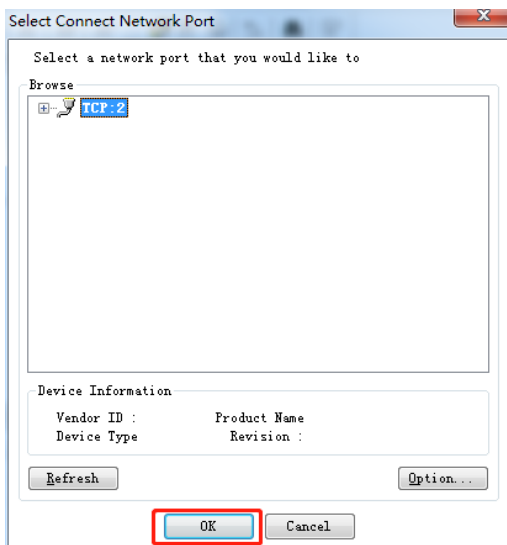 Select Connect Network Port
X
Select a network port that you would like to
Browse
TCP:2
Device Information
Vendor ID : Product Name
Device Type Revision :
Refresh Option...
OK Cancel